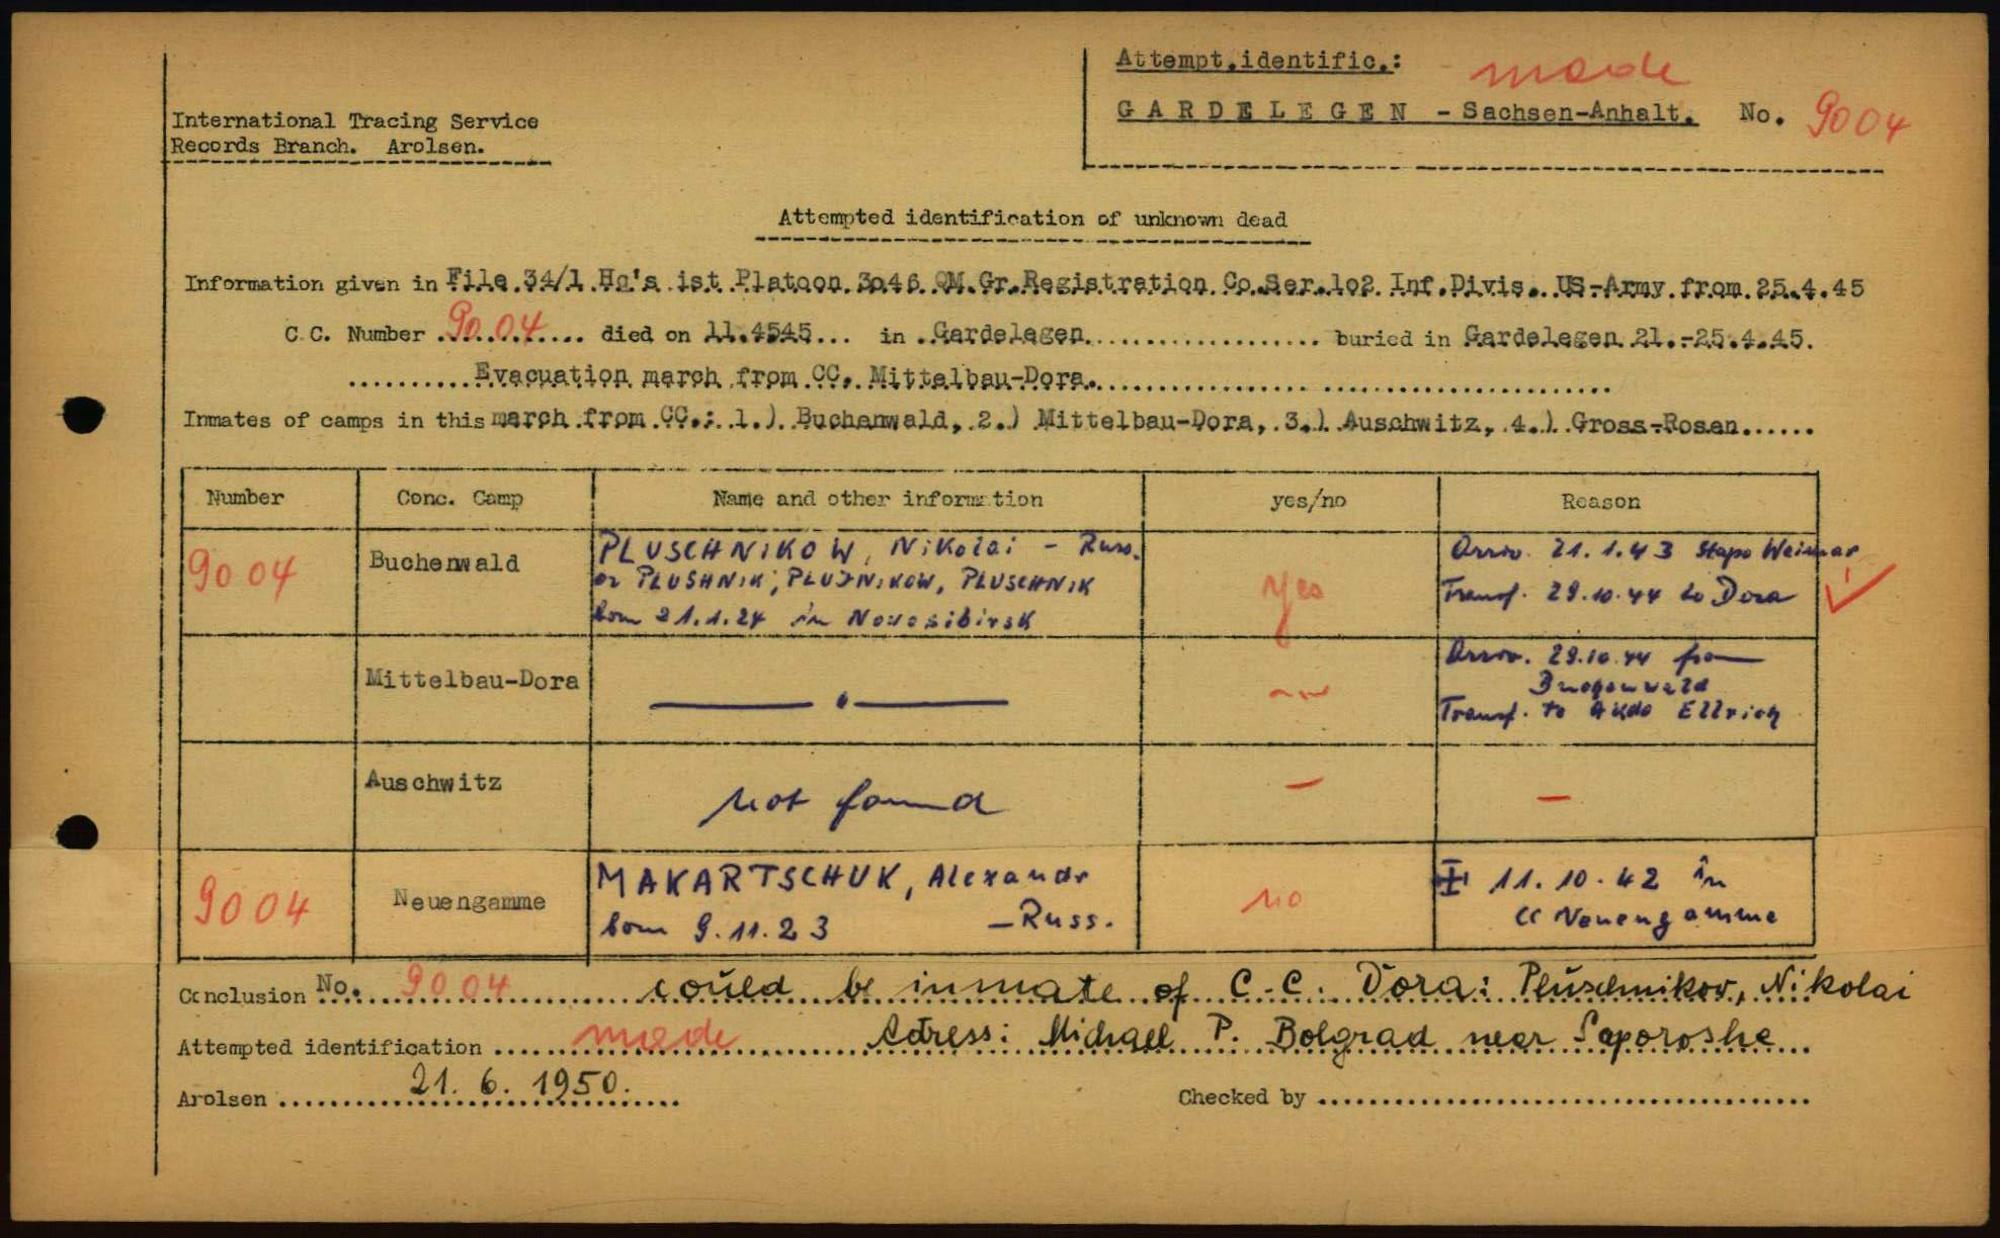 Attempt.identific.: made
International Tracing Service
Records Branch. Arolsen.
GARDELEGEN - Sachsen-Anhalt. No. 9004
Attempted identification of unknown dead
Information given in File 34/1 Hq's 1st Platoon 3o46 QM.Gr.Registration Co.Ser.1o2 Inf.Divis. US-Army from 25.4.45
C.C. Number 9004 died on 11.4545 in Gardelegen buried in Gardelegen 21.-25.4.45.
Evacuation march from CC. Mittelbau-Dora.
Inmates of camps in this march from CC.: 1.) Buchenwald, 2.) Mittelbau-Dora, 3.) Auschwitz, 4.) Gross-Rosen
Number Conc. Camp Name and other information yes/no Reason
9004 Buchenwald PLUSCHNIKOW, Nikolai - Russ. yes Arriv. 21.1.43 Stapo Weimar
or PLUSHNIK, PLUSNIKOW, PLUSCHNIK Transf. 29.10.44 to Dora
born 21.1.24 in Novosibirsk
Mittelbau-Dora Arriv. 29.10.44 from
Buchenwald
Transf. to Akdo Ellrich
Auschwitz not found - -
9004 Neuengamme MAKARTSCHUK, Alexandr no 11.10.42 in
born 9.11.23 - Russ. CC Neuengamme
Conclusion No. 9004 could be inmate of C.C. Dora: Pluschnikov, Nikolai
Attempted identification made Adress: Michael P. Bolgrad near Saporoshe
Arolsen 21. 6. 1950. Checked by